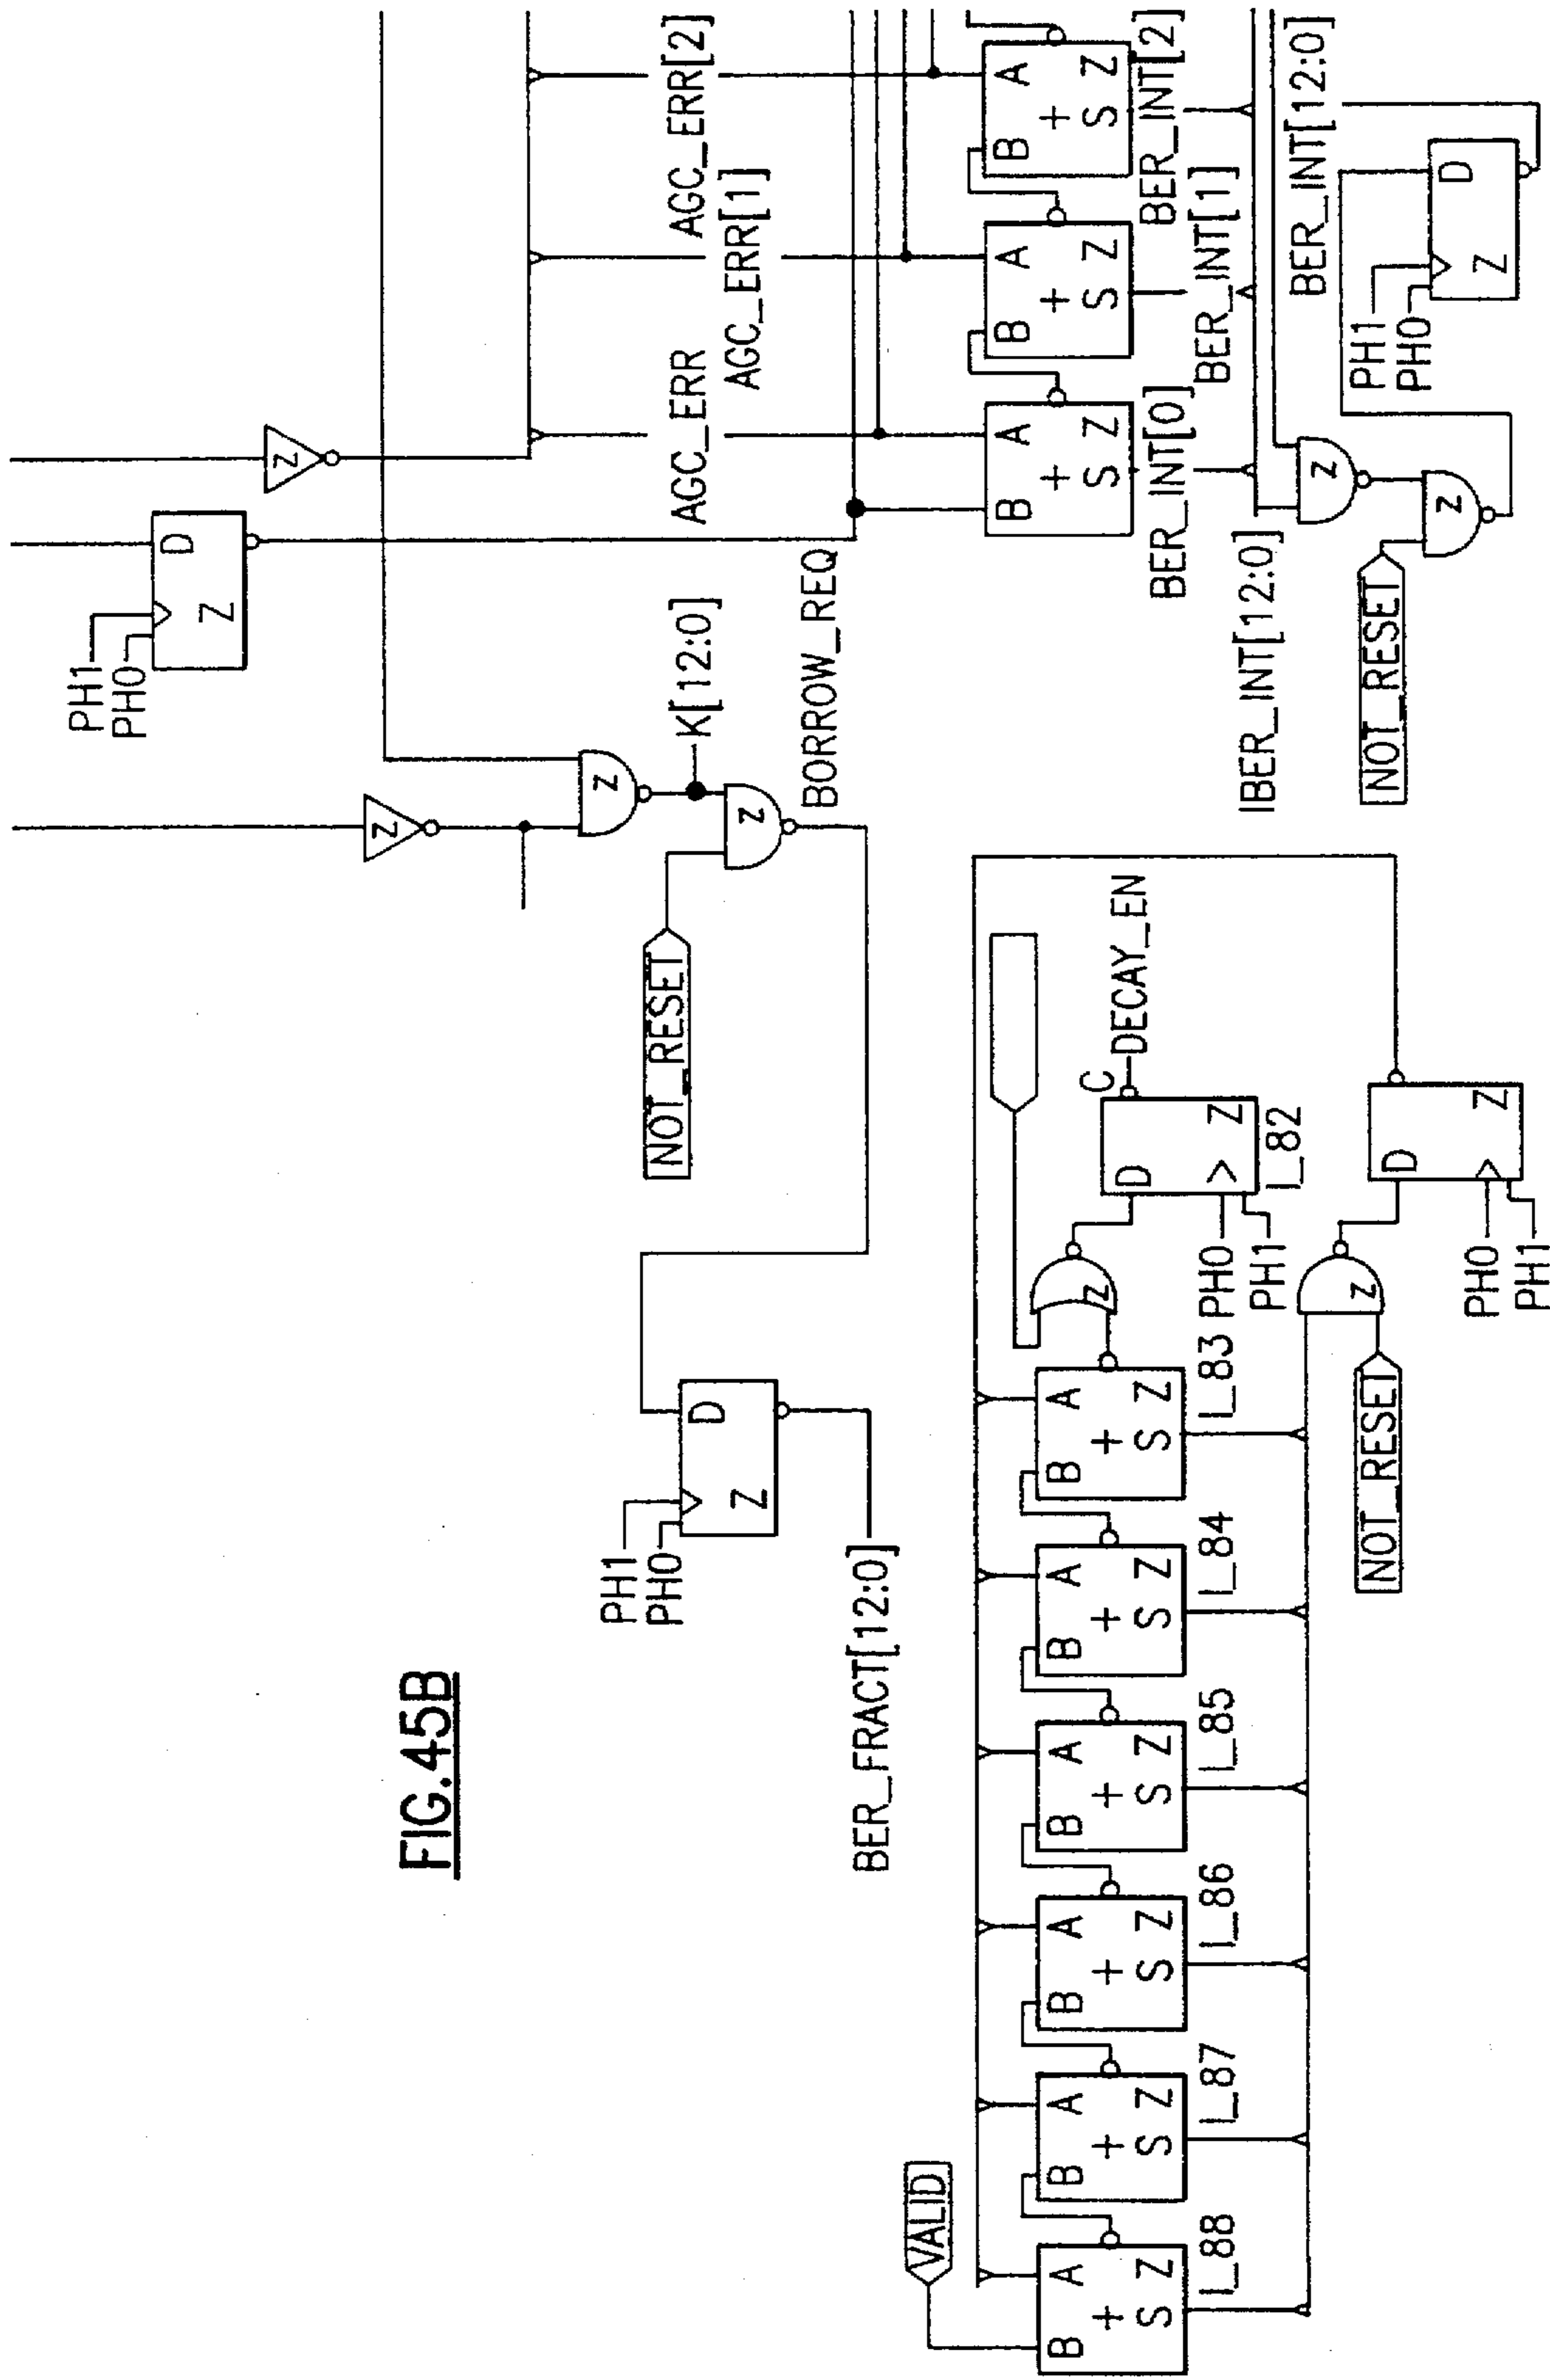 FIG.45B
PH1
PH0
D
Z
Z
Z
Z
K[12:0]
Z
NOT_RESET
BORROW_REQ
PH1
PH0
D
Z
BER_FRACT[12:0]
AGC_ERR
AGC_ERR[1]
AGC_ERR[2]
B
A
+
S
Z
B
A
+
S
Z
B
A
+
S
Z
BER_INT[0]
BER_INT[1]
BER_INT[2]
IBER_INT[12:0]
BER_INT[12:0]
Z
Z
NOT_RESET
PH1
PH0
D
Z
VALID
B
A
+
S
Z
I_88
B
A
+
S
Z
I_87
B
A
+
S
Z
I_86
B
A
+
S
Z
I_85
B
A
+
S
Z
I_84
B
A
+
S
Z
I_83
Z
D
C
Z
DECAY_EN
PH0
PH1
I_82
Z
NOT_RESET
D
Z
PH0
PH1